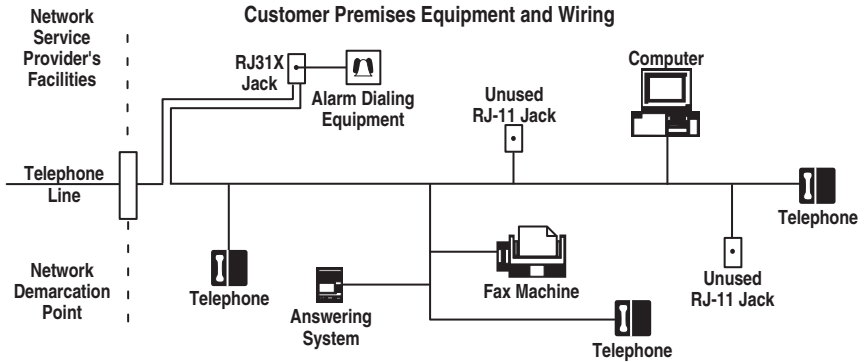 Customer Premises Equipment and Wiring
Network
Service
Provider's
Facilities
RJ31X
Jack
Alarm Dialing
Equipment
Unused
RJ-11 Jack
Computer
Telephone
Line
Telephone
Network
Demarcation
Point
Telephone
Answering
System
Fax Machine
Unused
RJ-11 Jack
Telephone